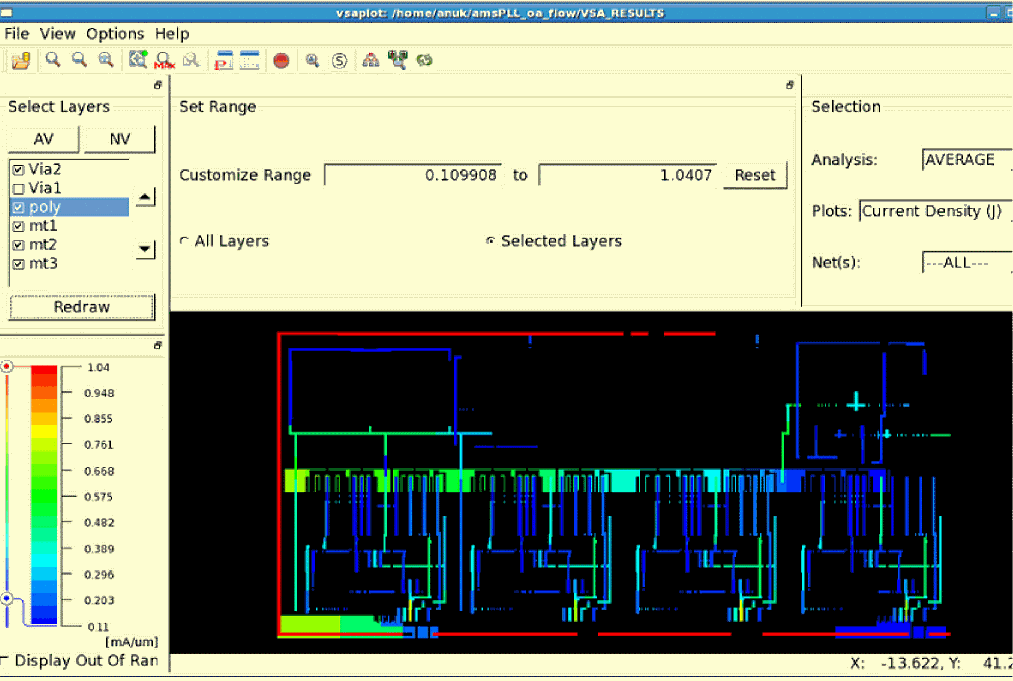 vsaplot: /home/anuk/amsPLL_oa_flow/VSA_RESULTS
File View Options Help
MAX
P
S
Select Layers
AV NV
Via2
Via1
poly
mt1
mt2
mt3
Redraw
Set Range
Customize Range 0.109908 to 1.0407 Reset
All Layers Selected Layers
Selection
Analysis: AVERAGE
Plots: Current Density (J)
Net(s): ---ALL---
1.04
0.948
0.855
0.761
0.668
0.575
0.482
0.389
0.296
0.203
0.11
[mA/um]
Display Out Of Ran
X: -13.622, Y: 41.2